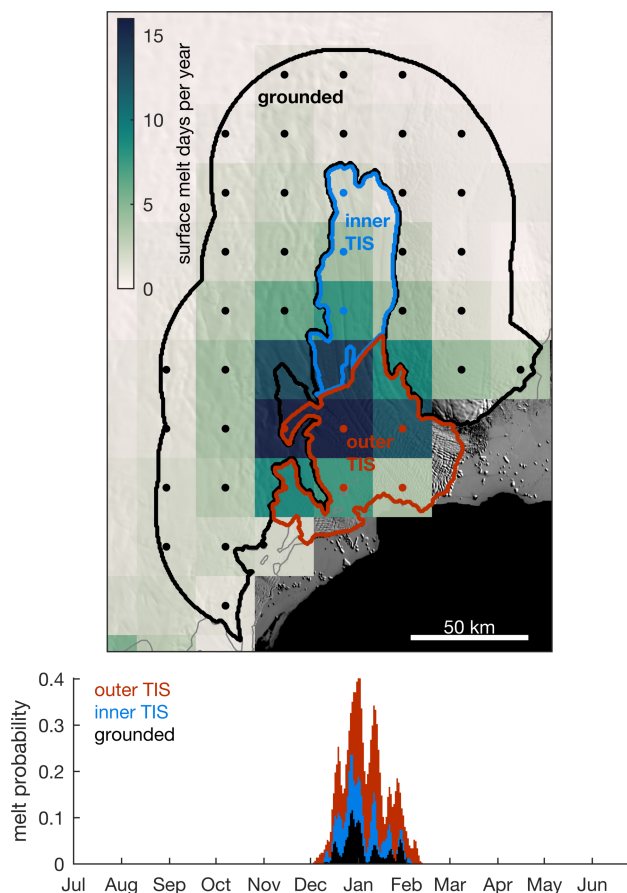 15
10
5
0
surface melt days per year
grounded
inner
TIS
outer
TIS
50 km
0.4
0.3
0.2
0.1
0
melt probability
outer TIS
inner TIS
grounded
Jul Aug Sep Oct Nov Dec Jan Feb Mar Apr May Jun